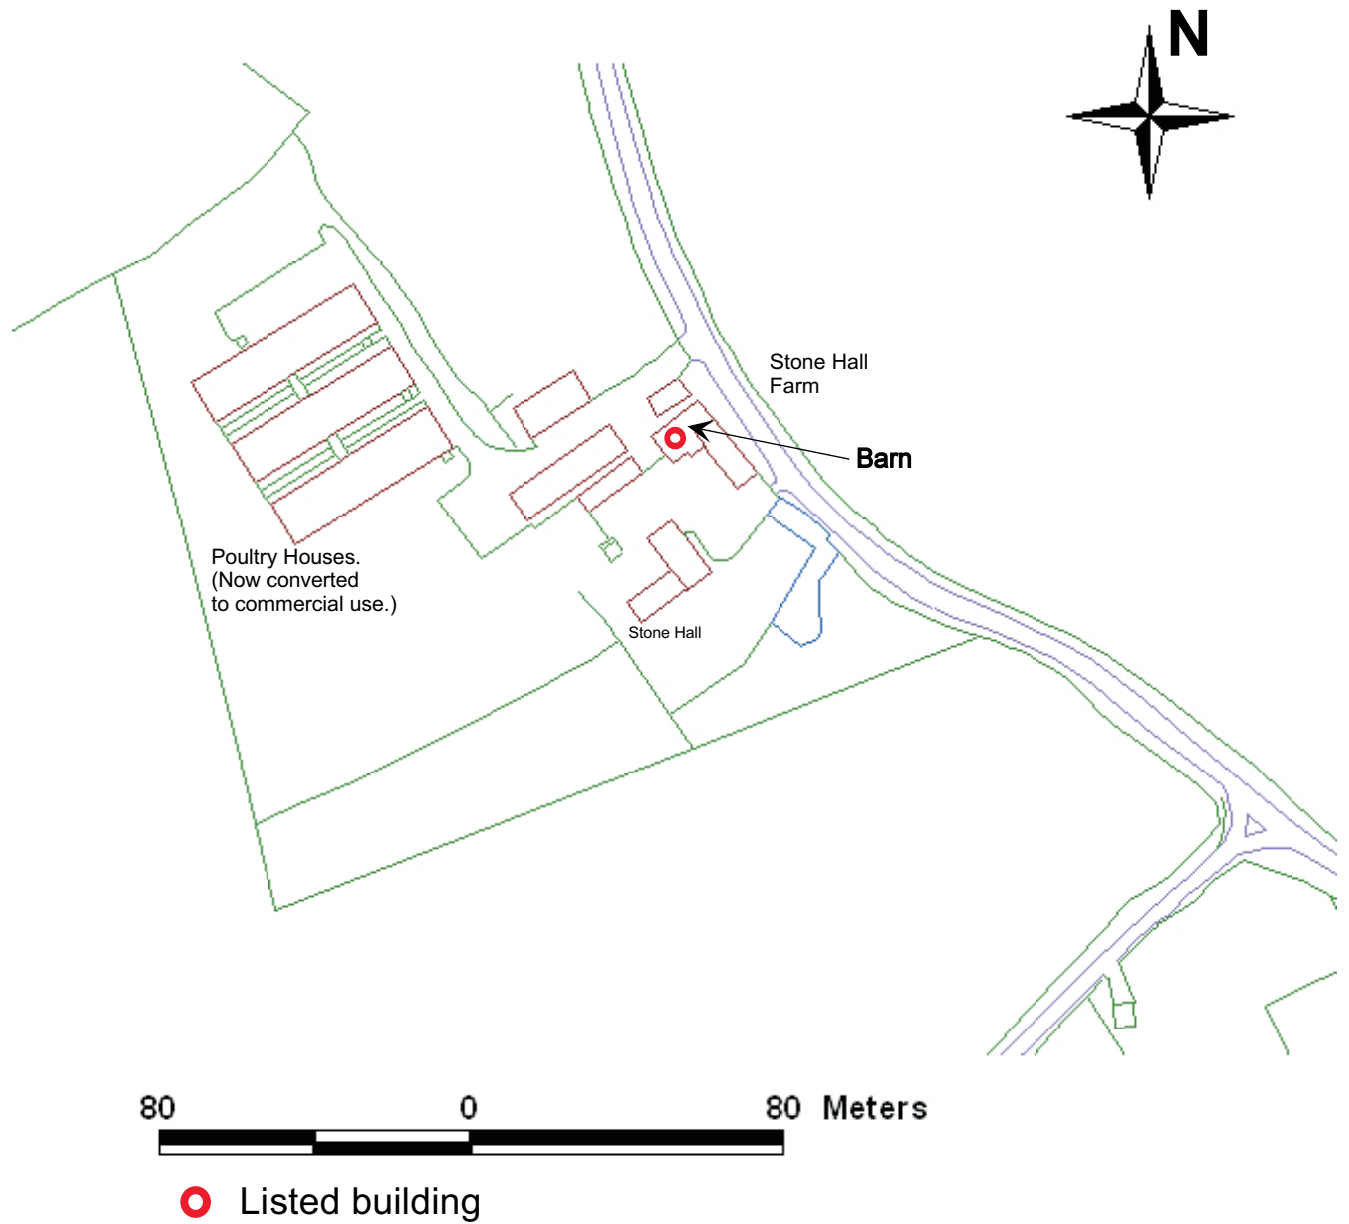 N
Stone Hall
Farm
Barn
Poultry Houses.
(Now converted
to commercial use.)
Stone Hall
80 0 80 Meters
Listed building